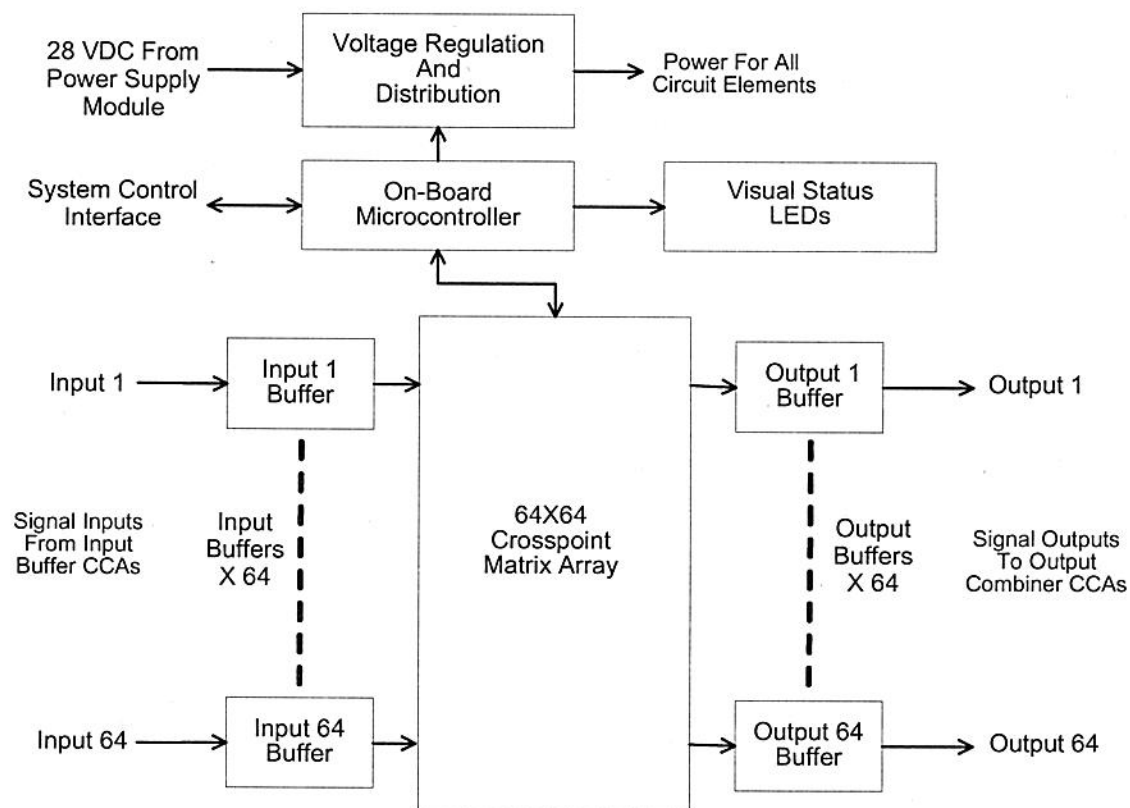 28 VDC From
Power Supply
Module
Voltage Regulation
And
Distribution
Power For All
Circuit Elements
System Control
Interface
On-Board
Microcontroller
Visual Status
LEDs
Input 1
Input 1
Buffer
Output 1
Buffer
Output 1
Signal Inputs
From Input
Buffer CCAs
Input
Buffers
X 64
64X64
Crosspoint
Matrix Array
Output
Buffers
X 64
Signal Outputs
To Output
Combiner CCAs
Input 64
Input 64
Buffer
Output 64
Buffer
Output 64